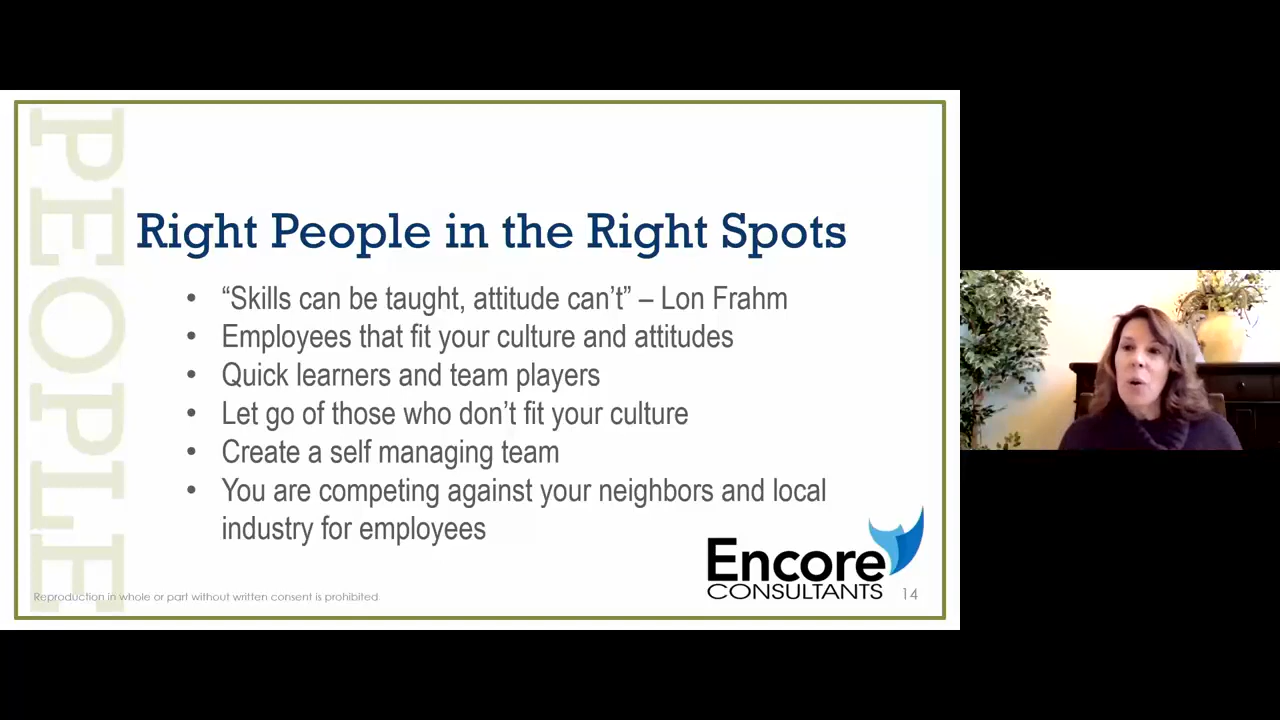 PEOPLE
Right People in the Right Spots
• “Skills can be taught, attitude can’t” – Lon Frahm
• Employees that fit your culture and attitudes
• Quick learners and team players
• Let go of those who don’t fit your culture
• Create a self managing team
• You are competing against your neighbors and local
industry for employees
Encore
CONSULTANTS
Reproduction in whole or part without written consent is prohibited
14